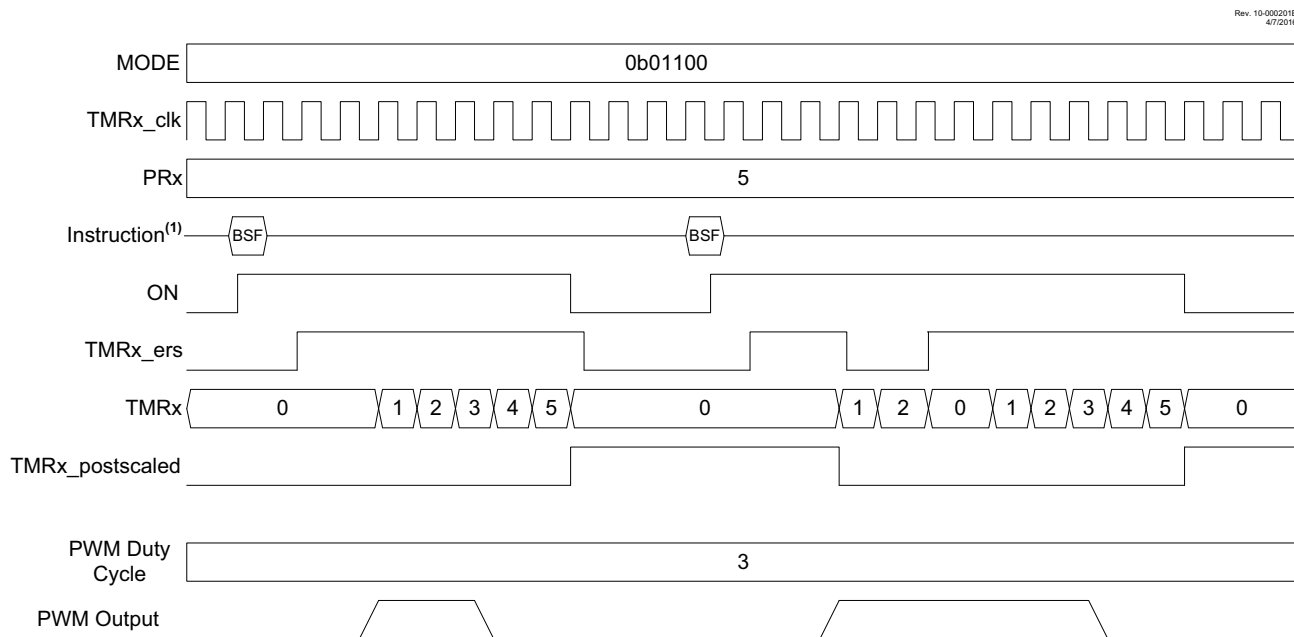 Rev. 10-000201B
4/7/2016
MODE 0b01100
TMRx_clk
PRx 5
Instruction(1) BSF BSF
ON
TMRx_ers
TMRx 0 1 2 3 4 5 0 1 2 0 1 2 3 4 5 0
TMRx_postscaled
PWM Duty
Cycle 3
PWM Output